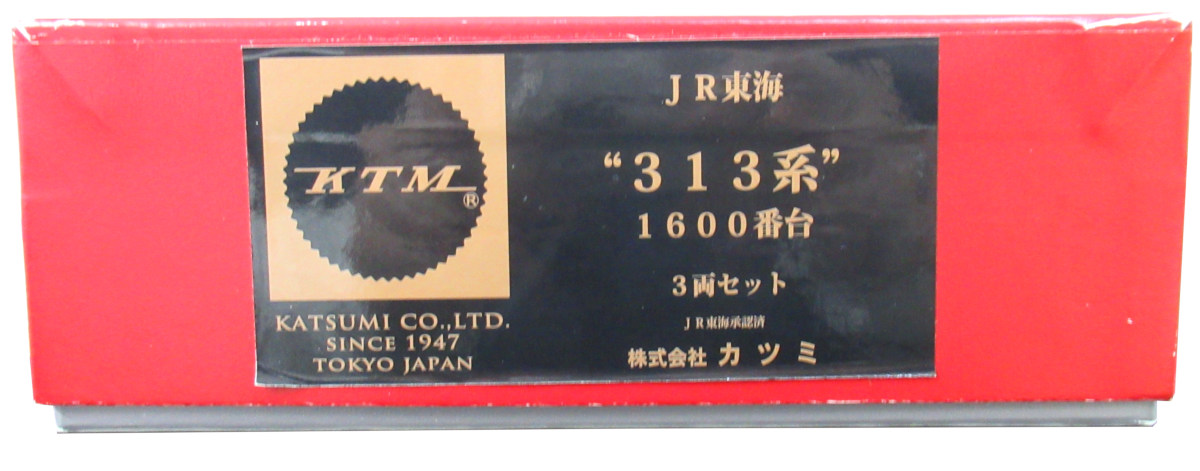 KTM®
KATSUMI CO.,LTD.
SINCE 1947
TOKYO JAPAN
ＪＲ東海
“３１３系”
１６００番台
３両セット
ＪＲ東海承認済
株式会社 カツミ